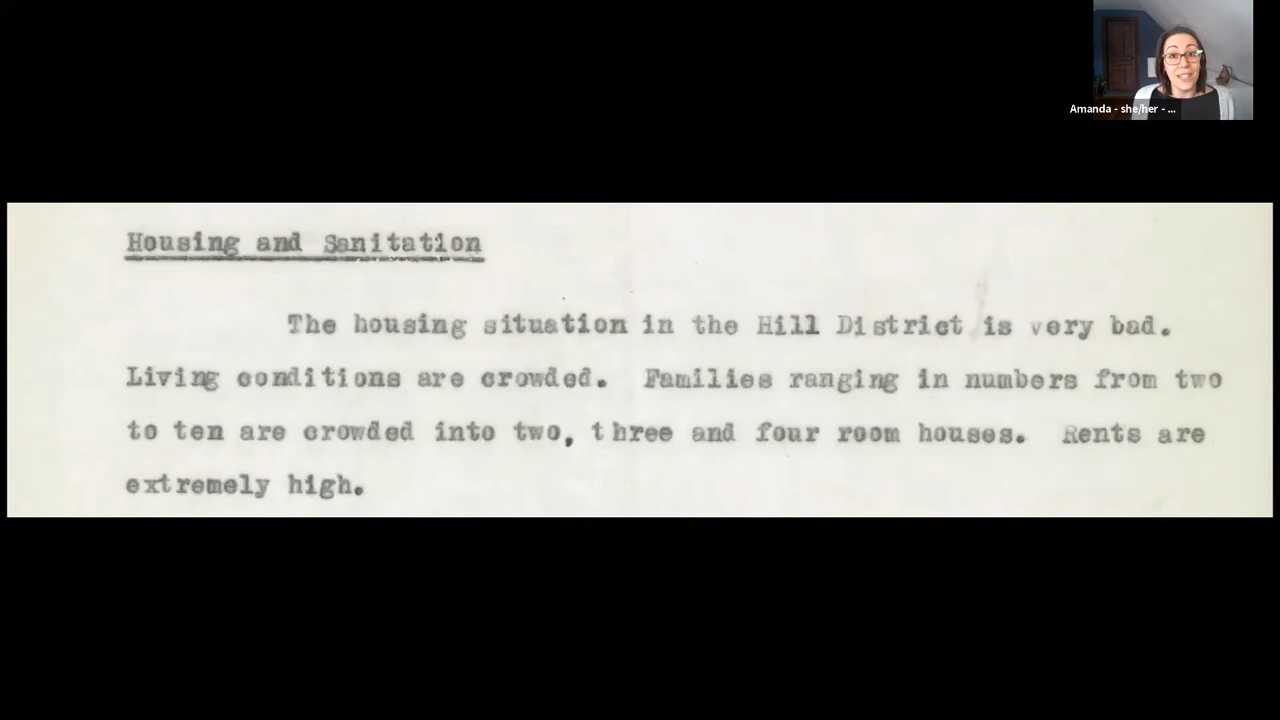 Amanda - she/her - ...
Housing and Sanitation
The housing situation in the Hill District is very bad.
Living conditions are crowded. Families ranging in numbers from two
to ten are crowded into two, three and four room houses. Rents are
extremely high.